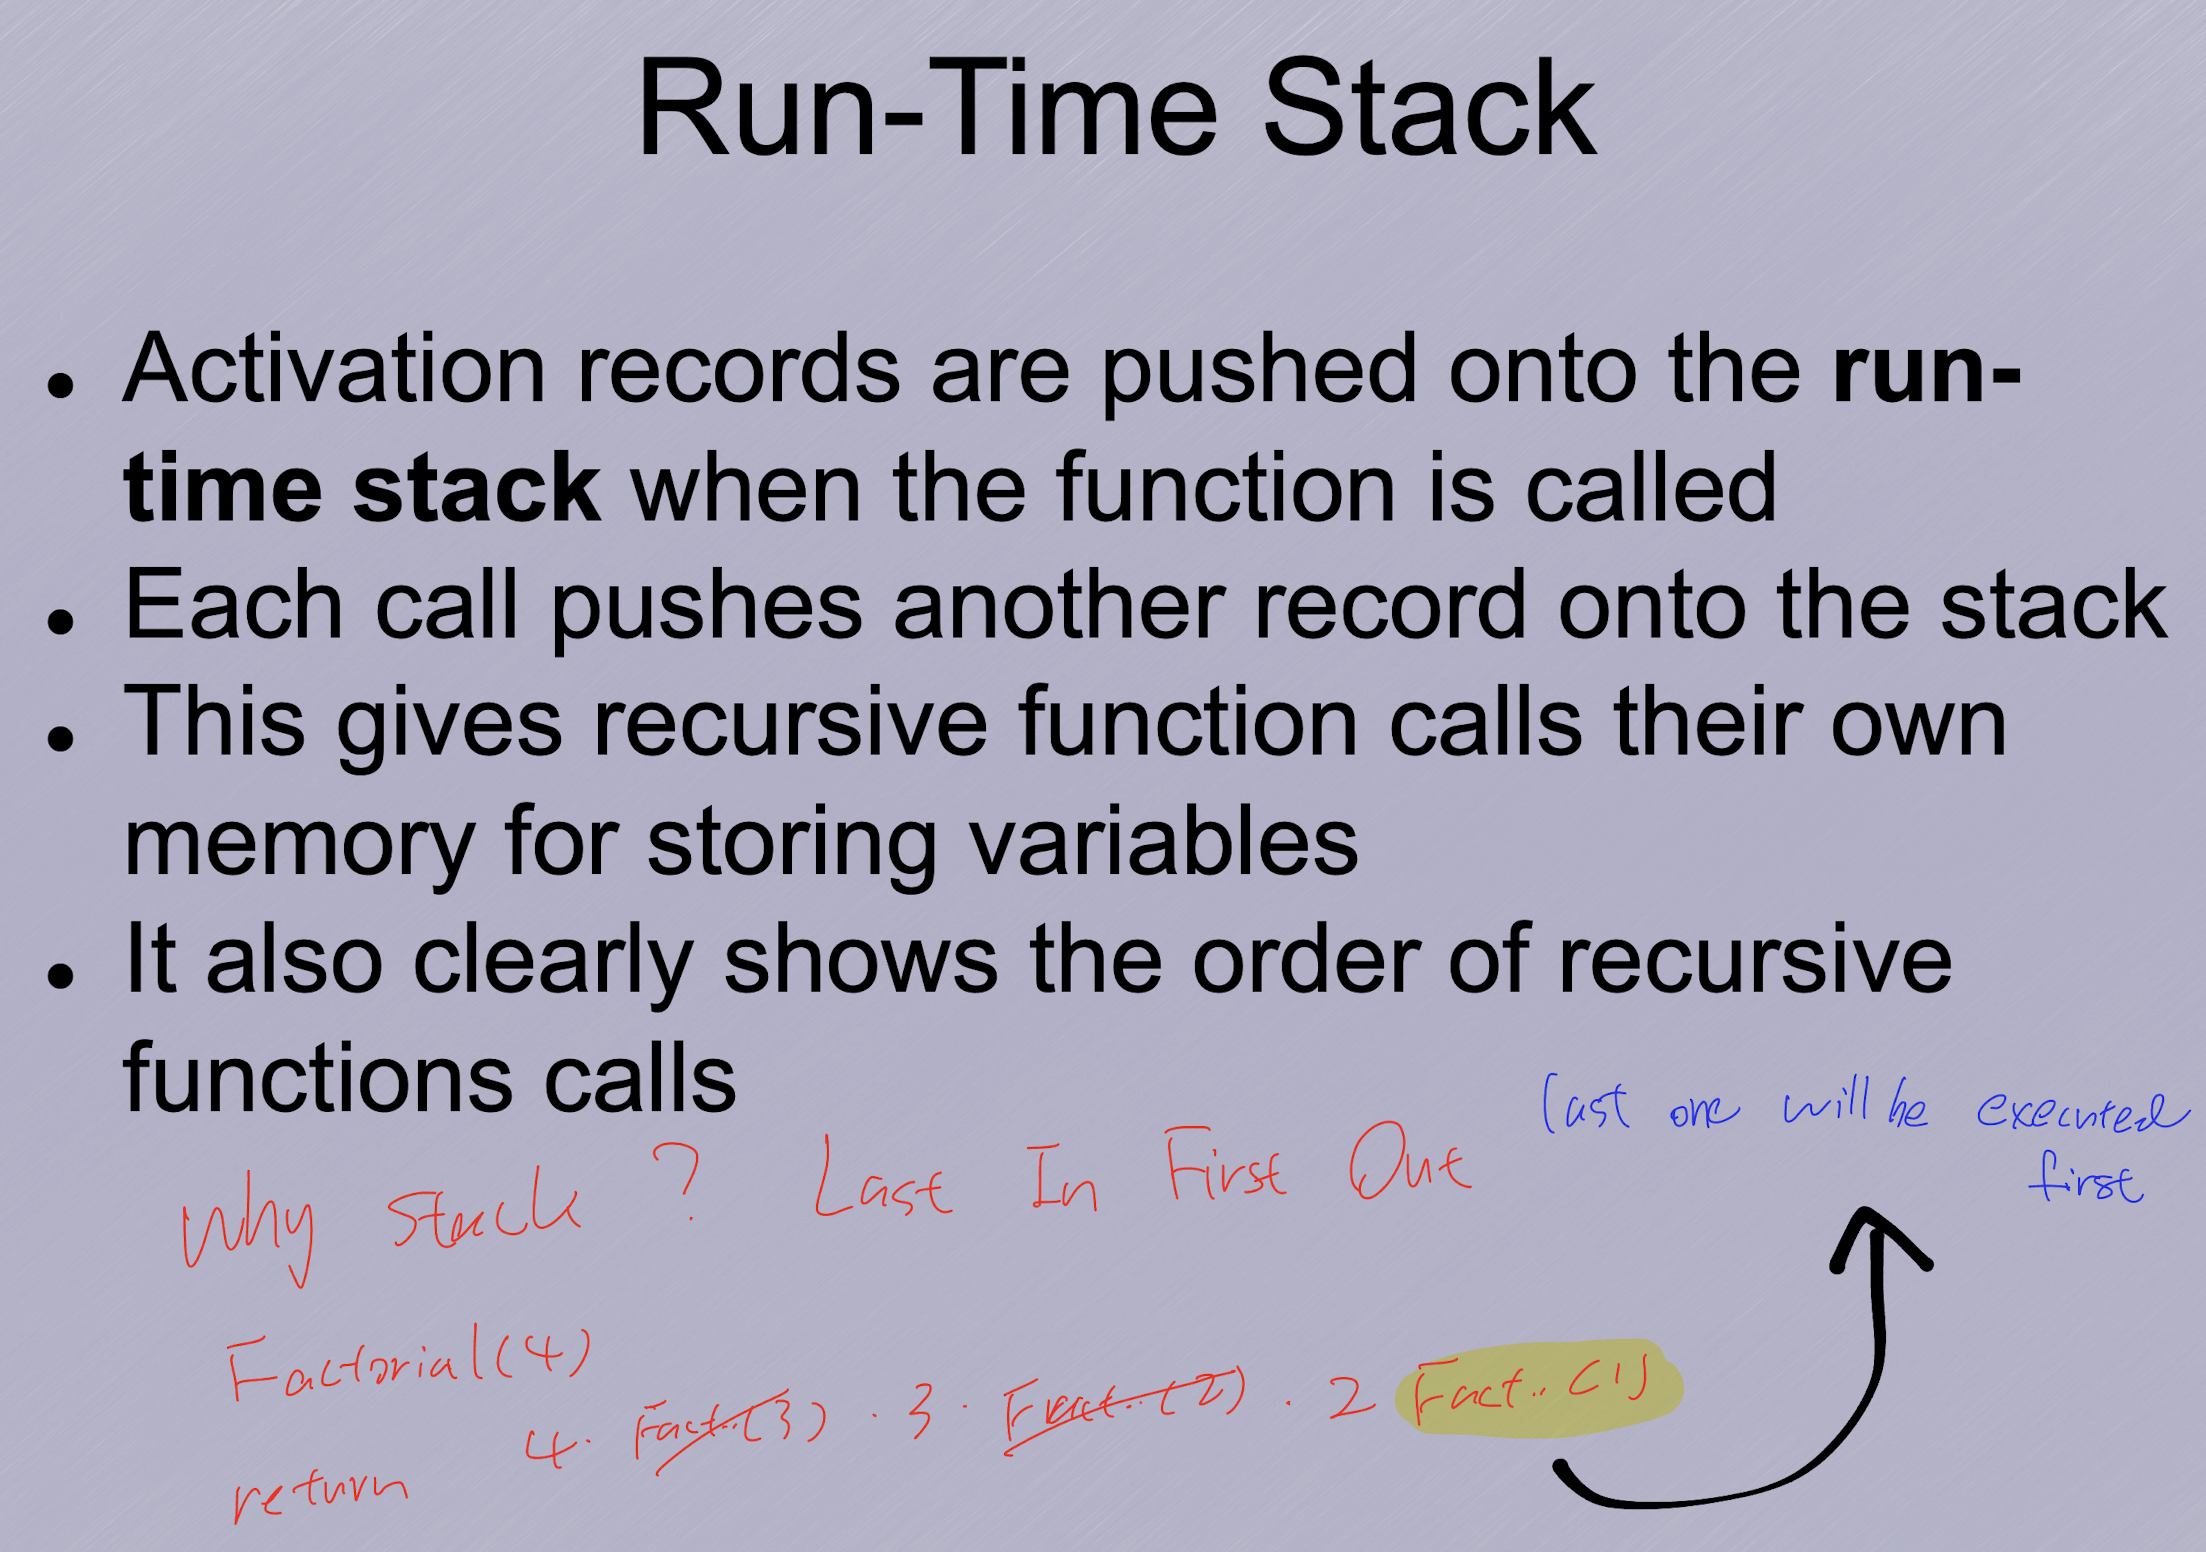 Run-Time Stack
• Activation records are pushed onto the run-
time stack when the function is called
• Each call pushes another record onto the stack
• This gives recursive function calls their own
memory for storing variables
• It also clearly shows the order of recursive
functions calls
last one will be executed
first
Why stack ? Last In First Out
Factorial(4)
return 4 · Fact..(3) · 3 · Fact..(2) · 2 Fact..(1)